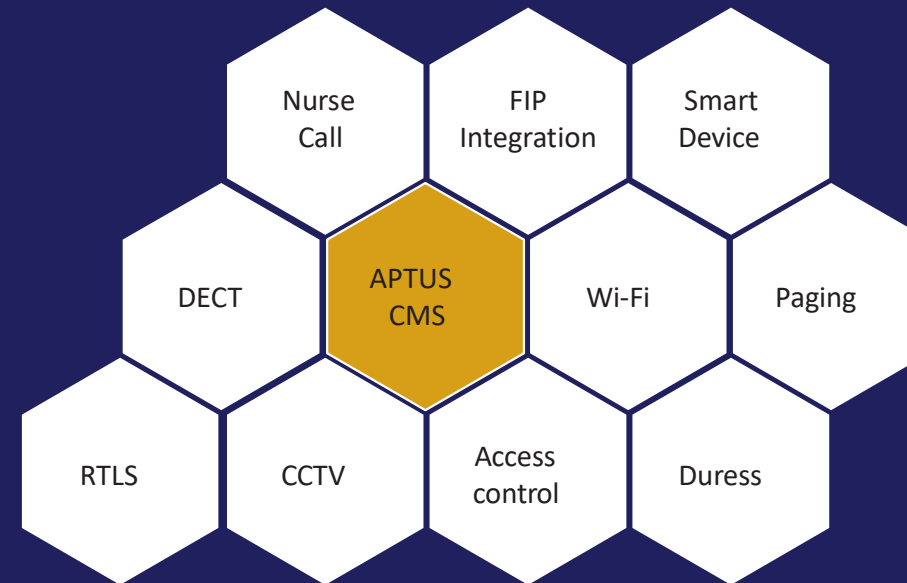 Nurse
Call
FIP
Integration
Smart
Device
DECT
APTUS
CMS
Wi-Fi
Paging
RTLS
CCTV
Access
control
Duress